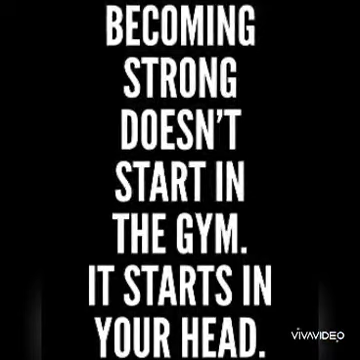 BECOMING
STRONG
DOESN'T
START IN
THE GYM.
IT STARTS IN
YOUR HEAD.
VIVAVIDEO